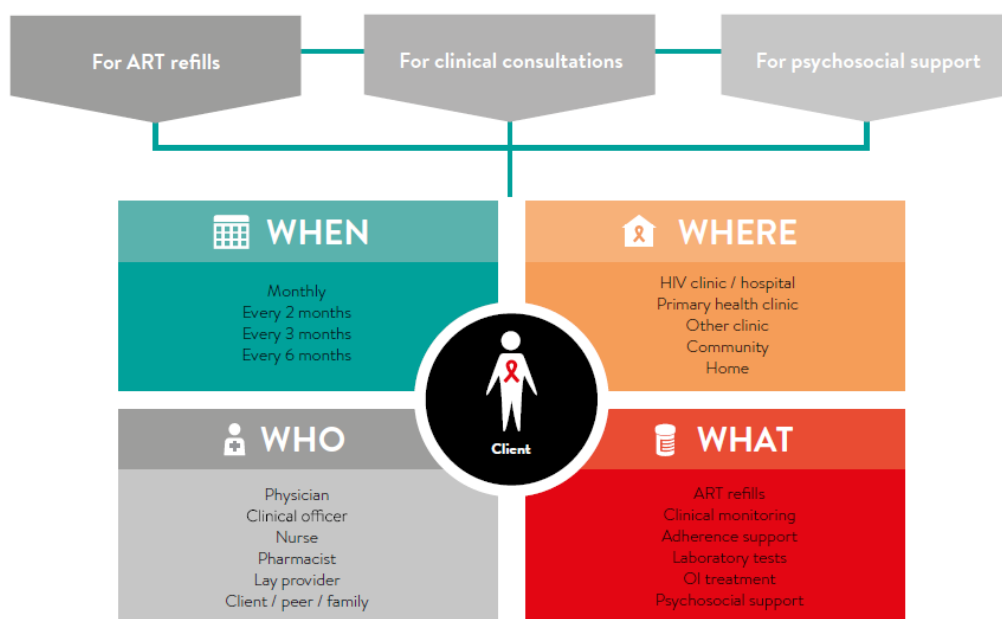 For ART refills
For clinical consultations
For psychosocial support
WHEN
Monthly
Every 2 months
Every 3 months
Every 6 months
WHERE
HIV clinic / hospital
Primary health clinic
Other clinic
Community
Home
Client
WHO
Physician
Clinical officer
Nurse
Pharmacist
Lay provider
Client / peer / family
WHAT
ART refills
Clinical monitoring
Adherence support
Laboratory tests
OI treatment
Psychosocial support